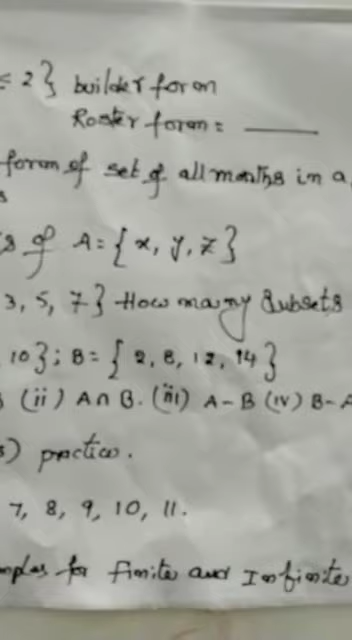 ≤ 2} builder form
Roster form = ____
form of set of all months in a
s
s of A = {x, y, z}
3, 5, 7} How many subsets
10}; B = {2, 8, 12, 14}
(ii) A ∩ B. (iii) A - B (iv) B - A
) practice.
7, 8, 9, 10, 11.
mples for finite and Infinite